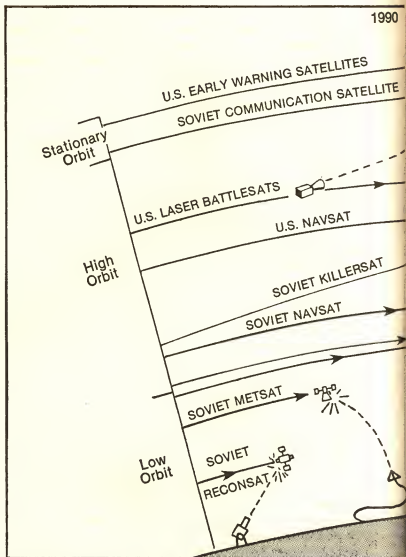 1990
U.S. EARLY WARNING SATELLITES
SOVIET COMMUNICATION SATELLITE
Stationary
Orbit
U.S. LASER BATTLESATS
U.S. NAVSAT
High
Orbit
SOVIET KILLERSAT
SOVIET NAVSAT
SOVIET METSAT
Low
Orbit
SOVIET
RECONSAT